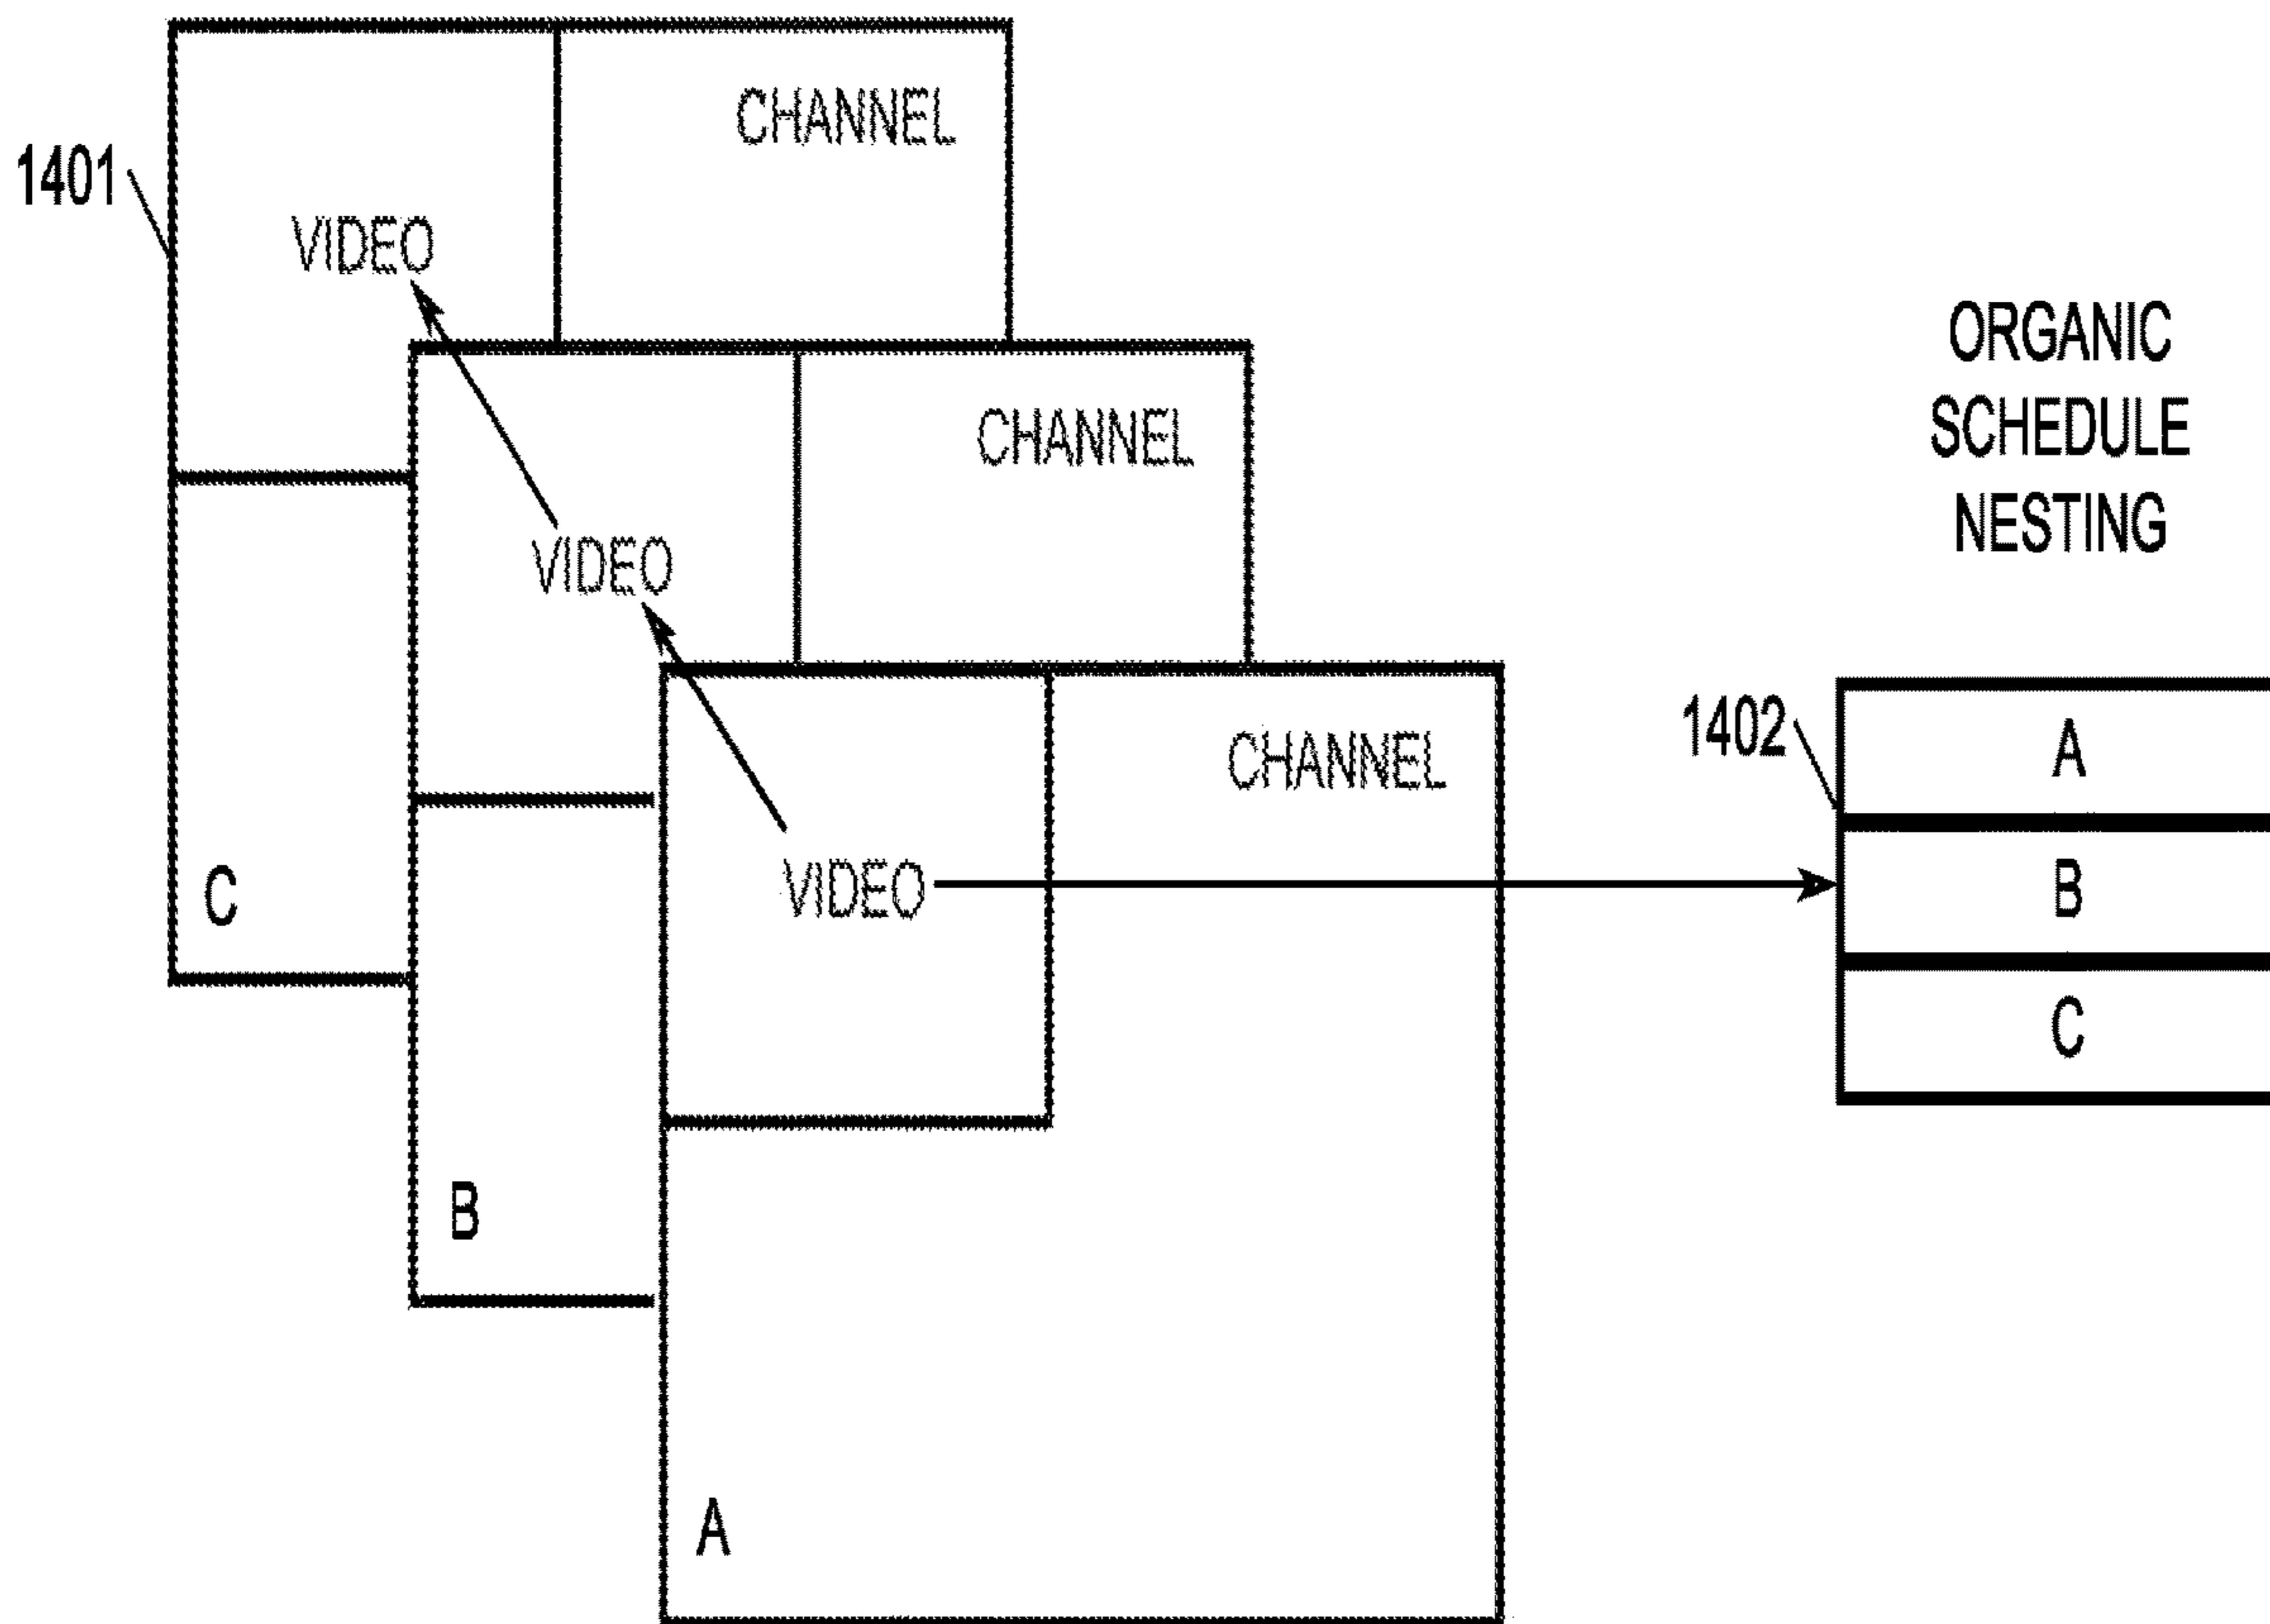 CHANNEL
1401
VIDEO
CHANNEL
VIDEO
CHANNEL
VIDEO
C
B
A
ORGANIC
SCHEDULE
NESTING
1402
A
B
C